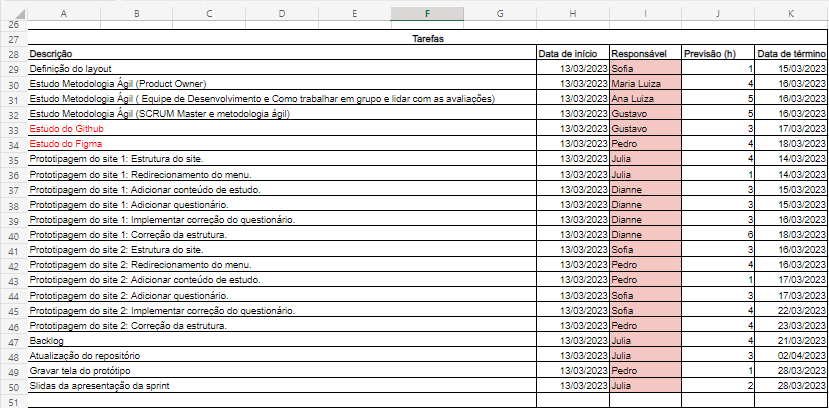 A B C D E F G H I J K
26
27 Tarefas
28 Descrição Data de início Responsável Previsão (h) Data de término
29 Definição do layout 13/03/2023 Sofia 1 15/03/2023
30 Estudo Metodologia Ágil (Product Owner) 13/03/2023 Maria Luiza 4 16/03/2023
31 Estudo Metodologia Ágil ( Equipe de Desenvolvimento e Como trabalhar em grupo e lidar com as avaliações) 13/03/2023 Ana Luiza 5 16/03/2023
32 Estudo Metodologia Ágil (SCRUM Master e metodologia ágil) 13/03/2023 Gustavo 5 16/03/2023
33 Estudo do Github 13/03/2023 Gustavo 3 17/03/2023
34 Estudo do Figma 13/03/2023 Pedro 4 18/03/2023
35 Prototipagem do site 1: Estrutura do site. 13/03/2023 Julia 4 14/03/2023
36 Prototipagem do site 1: Redirecionamento do menu. 13/03/2023 Julia 1 14/03/2023
37 Prototipagem do site 1: Adicionar conteúdo de estudo. 13/03/2023 Dianne 3 15/03/2023
38 Prototipagem do site 1: Adicionar questionário. 13/03/2023 Dianne 3 15/03/2023
39 Prototipagem do site 1: Implementar correção do questionário. 13/03/2023 Dianne 3 16/03/2023
40 Prototipagem do site 1: Correção da estrutura. 13/03/2023 Dianne 6 18/03/2023
41 Prototipagem do site 2: Estrutura do site. 13/03/2023 Sofia 3 16/03/2023
42 Prototipagem do site 2: Redirecionamento do menu. 13/03/2023 Pedro 4 16/03/2023
43 Prototipagem do site 2: Adicionar conteúdo de estudo. 13/03/2023 Pedro 1 17/03/2023
44 Prototipagem do site 2: Adicionar questionário. 13/03/2023 Sofia 3 17/03/2023
45 Prototipagem do site 2: Implementar correção do questionário. 13/03/2023 Sofia 4 22/03/2023
46 Prototipagem do site 2: Correção da estrutura. 13/03/2023 Pedro 4 23/03/2023
47 Backlog 13/03/2023 Julia 4 21/03/2023
48 Atualização do repositório 13/03/2023 Julia 3 02/04/2023
49 Gravar tela do protótipo 13/03/2023 Pedro 1 28/03/2023
50 Slidas da apresentação da sprint 13/03/2023 Julia 2 28/03/2023
51